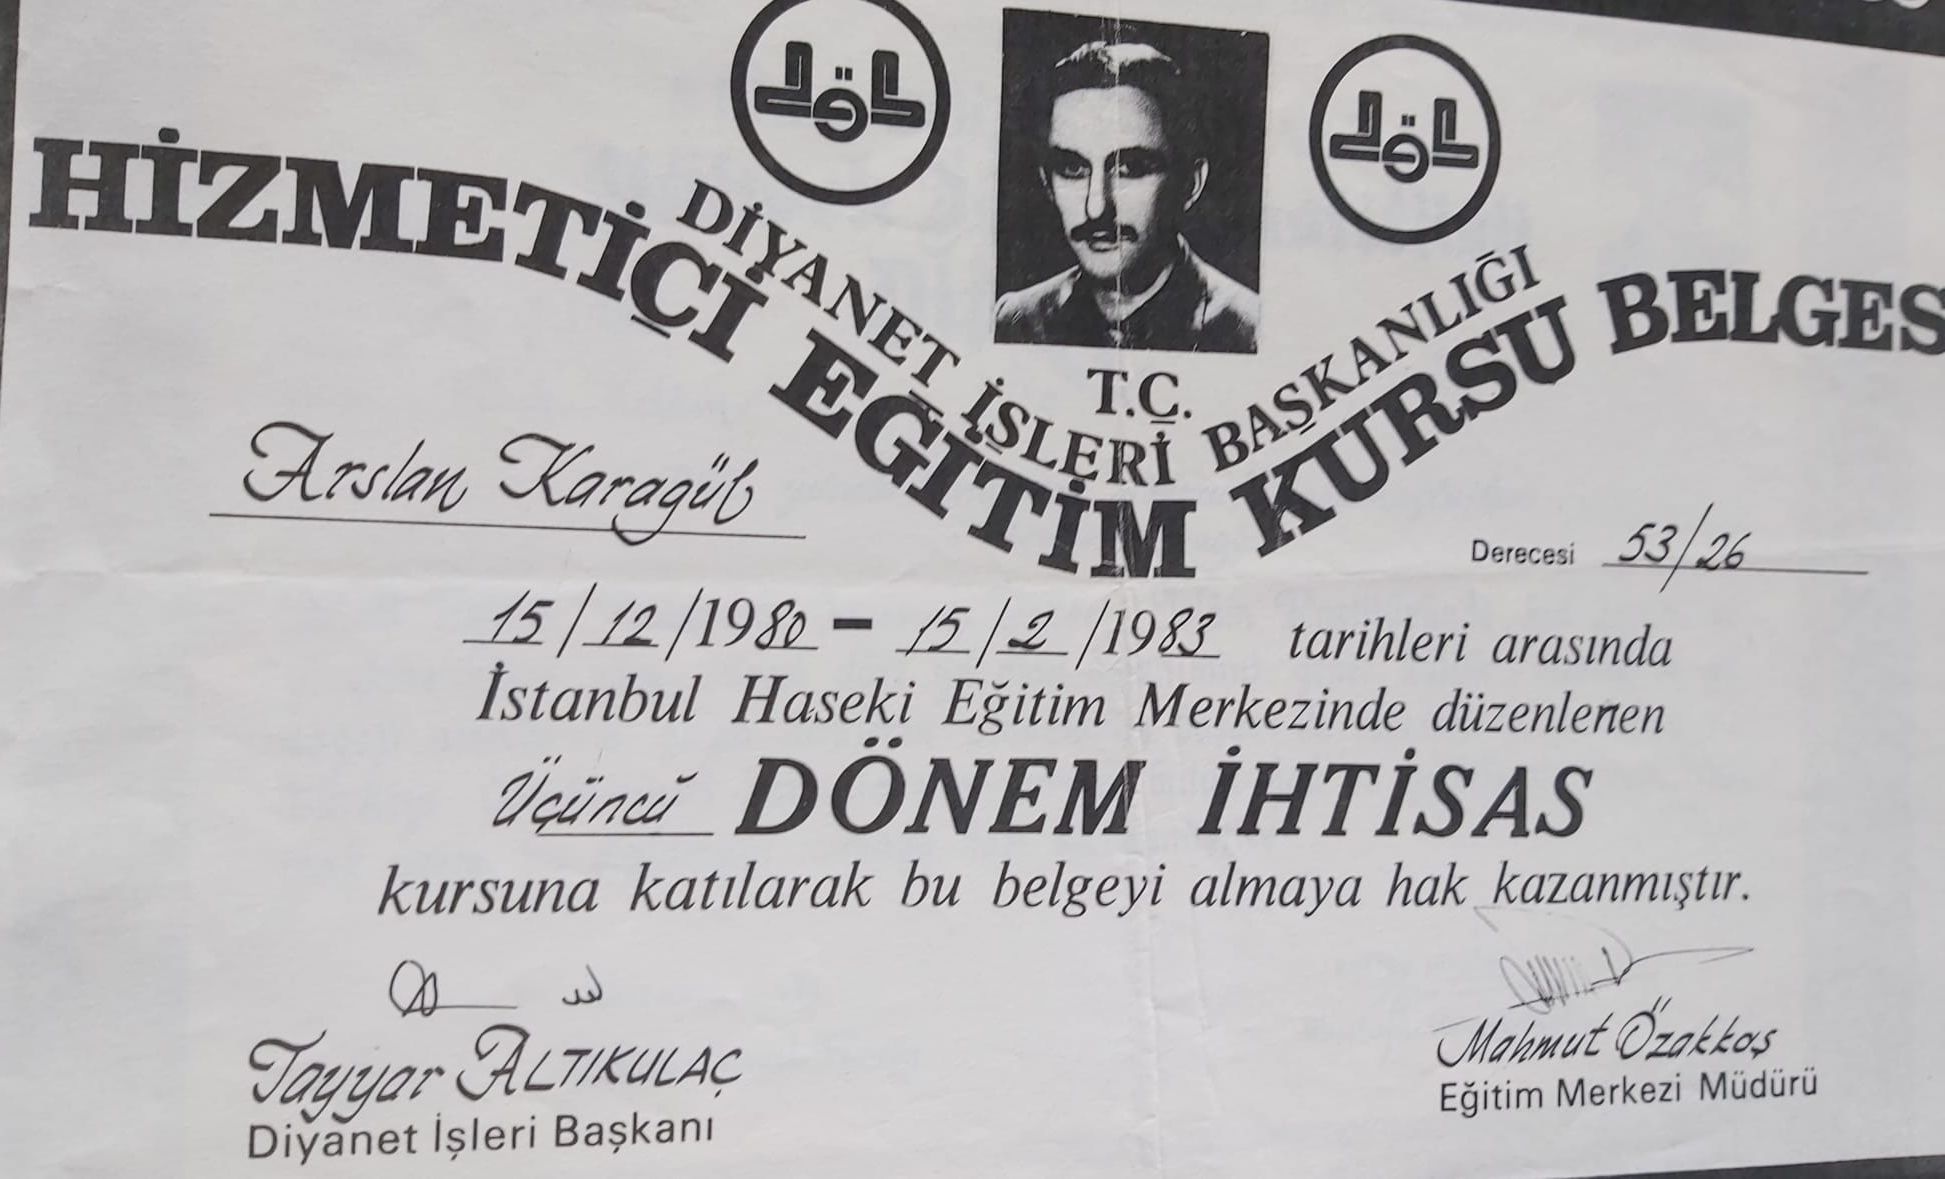 T.C.
DİYANET İŞLERİ BAŞKANLIĞI
HİZMETİÇİ EĞİTİM KURSU BELGES
Arslan Karagül
Derecesi 53/26
15/12/1980 - 15/2/1983 tarihleri arasında
İstanbul Haseki Eğitim Merkezinde düzenlenen
Üçüncü DÖNEM İHTİSAS
kursuna katılarak bu belgeyi almaya hak kazanmıştır.
Tayyar ALTIKULAÇ
Diyanet İşleri Başkanı
Mahmut Özakkaş
Eğitim Merkezi Müdürü